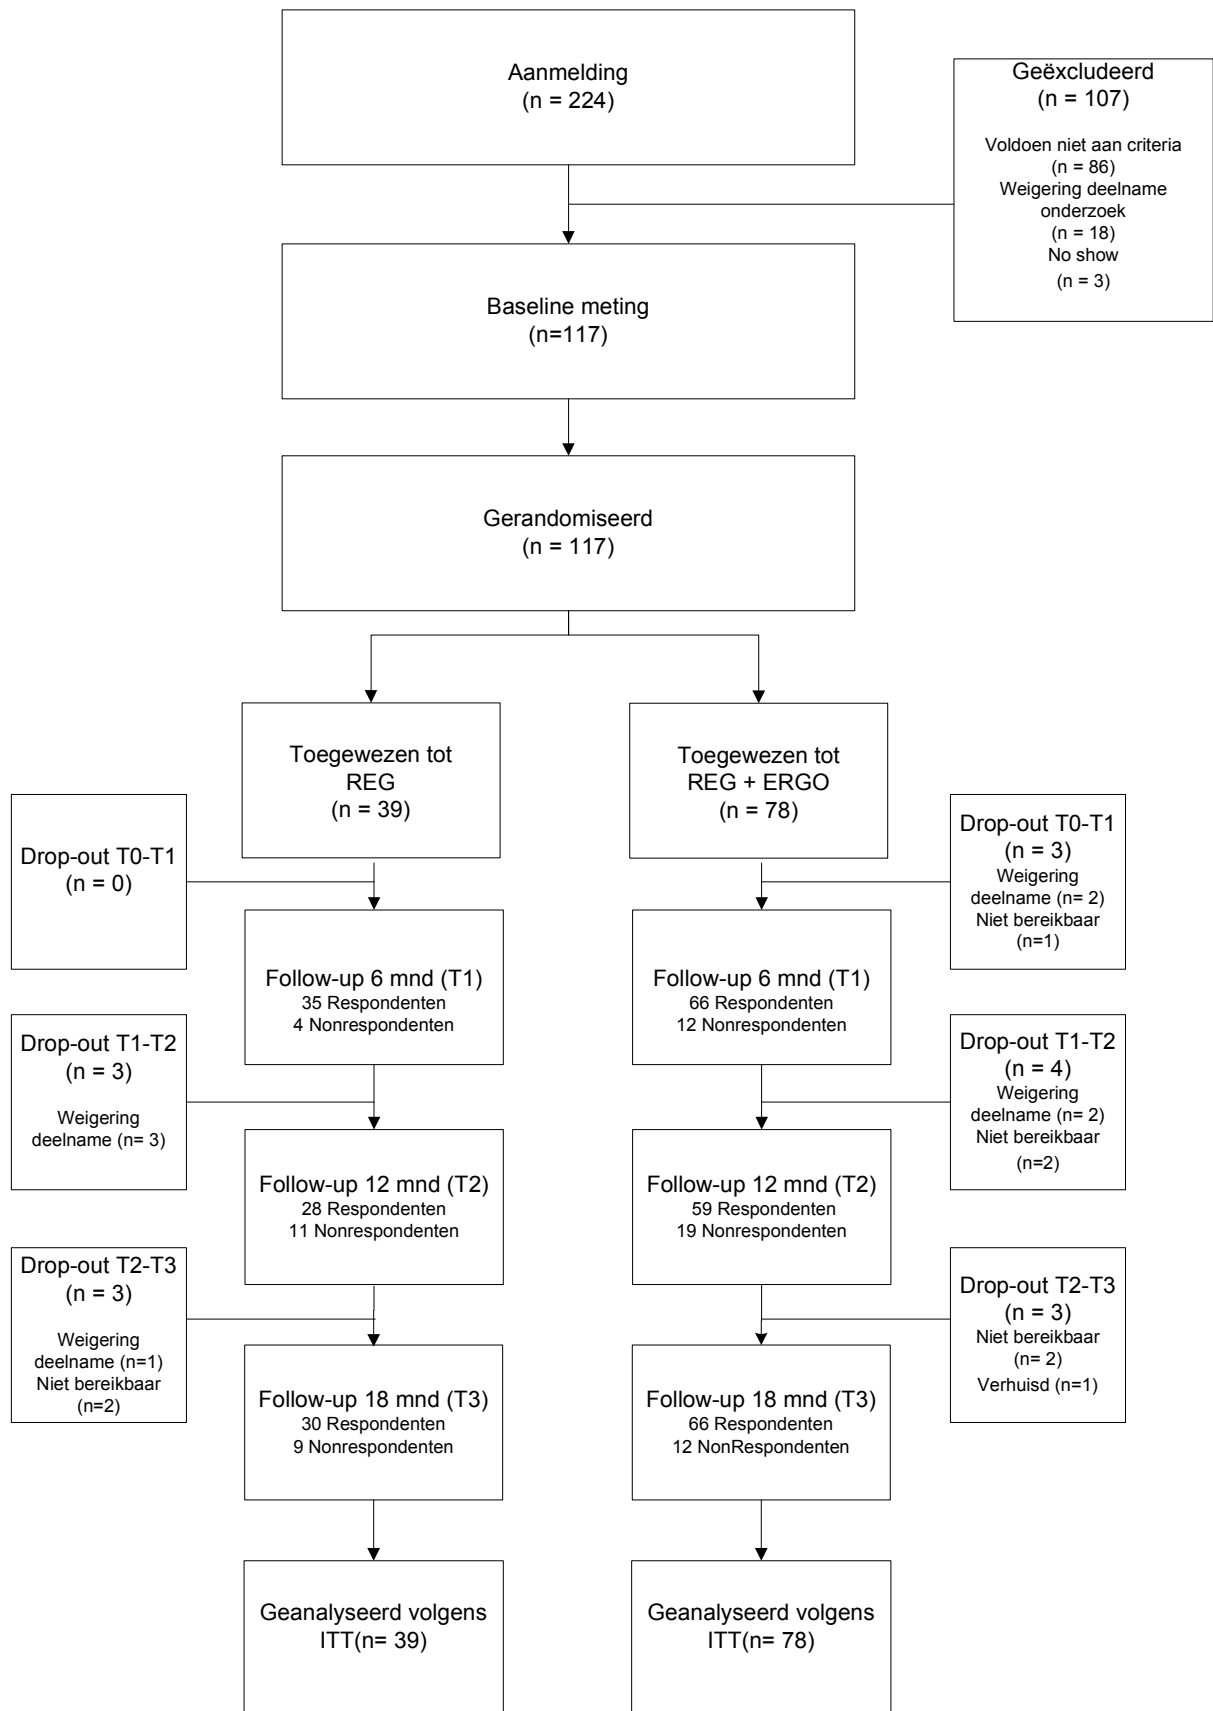 Aanmelding
(n = 224)
Geëxcludeerd
(n = 107)
Voldoen niet aan criteria
(n = 86)
Weigering deelname
onderzoek
(n = 18)
No show
(n = 3)
Baseline meting
(n=117)
Gerandomiseerd
(n = 117)
Toegewezen tot
REG
(n = 39)
Toegewezen tot
REG + ERGO
(n = 78)
Drop-out T0-T1
(n = 0)
Drop-out T0-T1
(n = 3)
Weigering
deelname (n= 2)
Niet bereikbaar
(n=1)
Follow-up 6 mnd (T1)
35 Respondenten
4 Nonrespondenten
Follow-up 6 mnd (T1)
66 Respondenten
12 Nonrespondenten
Drop-out T1-T2
(n = 3)
Weigering
deelname (n= 3)
Drop-out T1-T2
(n = 4)
Weigering
deelname (n= 2)
Niet bereikbaar
(n=2)
Follow-up 12 mnd (T2)
28 Respondenten
11 Nonrespondenten
Follow-up 12 mnd (T2)
59 Respondenten
19 Nonrespondenten
Drop-out T2-T3
(n = 3)
Weigering
deelname (n=1)
Niet bereikbaar
(n=2)
Drop-out T2-T3
(n = 3)
Niet bereikbaar
(n= 2)
Verhuisd (n=1)
Follow-up 18 mnd (T3)
30 Respondenten
9 Nonrespondenten
Follow-up 18 mnd (T3)
66 Respondenten
12 NonRespondenten
Geanalyseerd volgens
ITT(n= 39)
Geanalyseerd volgens
ITT(n= 78)